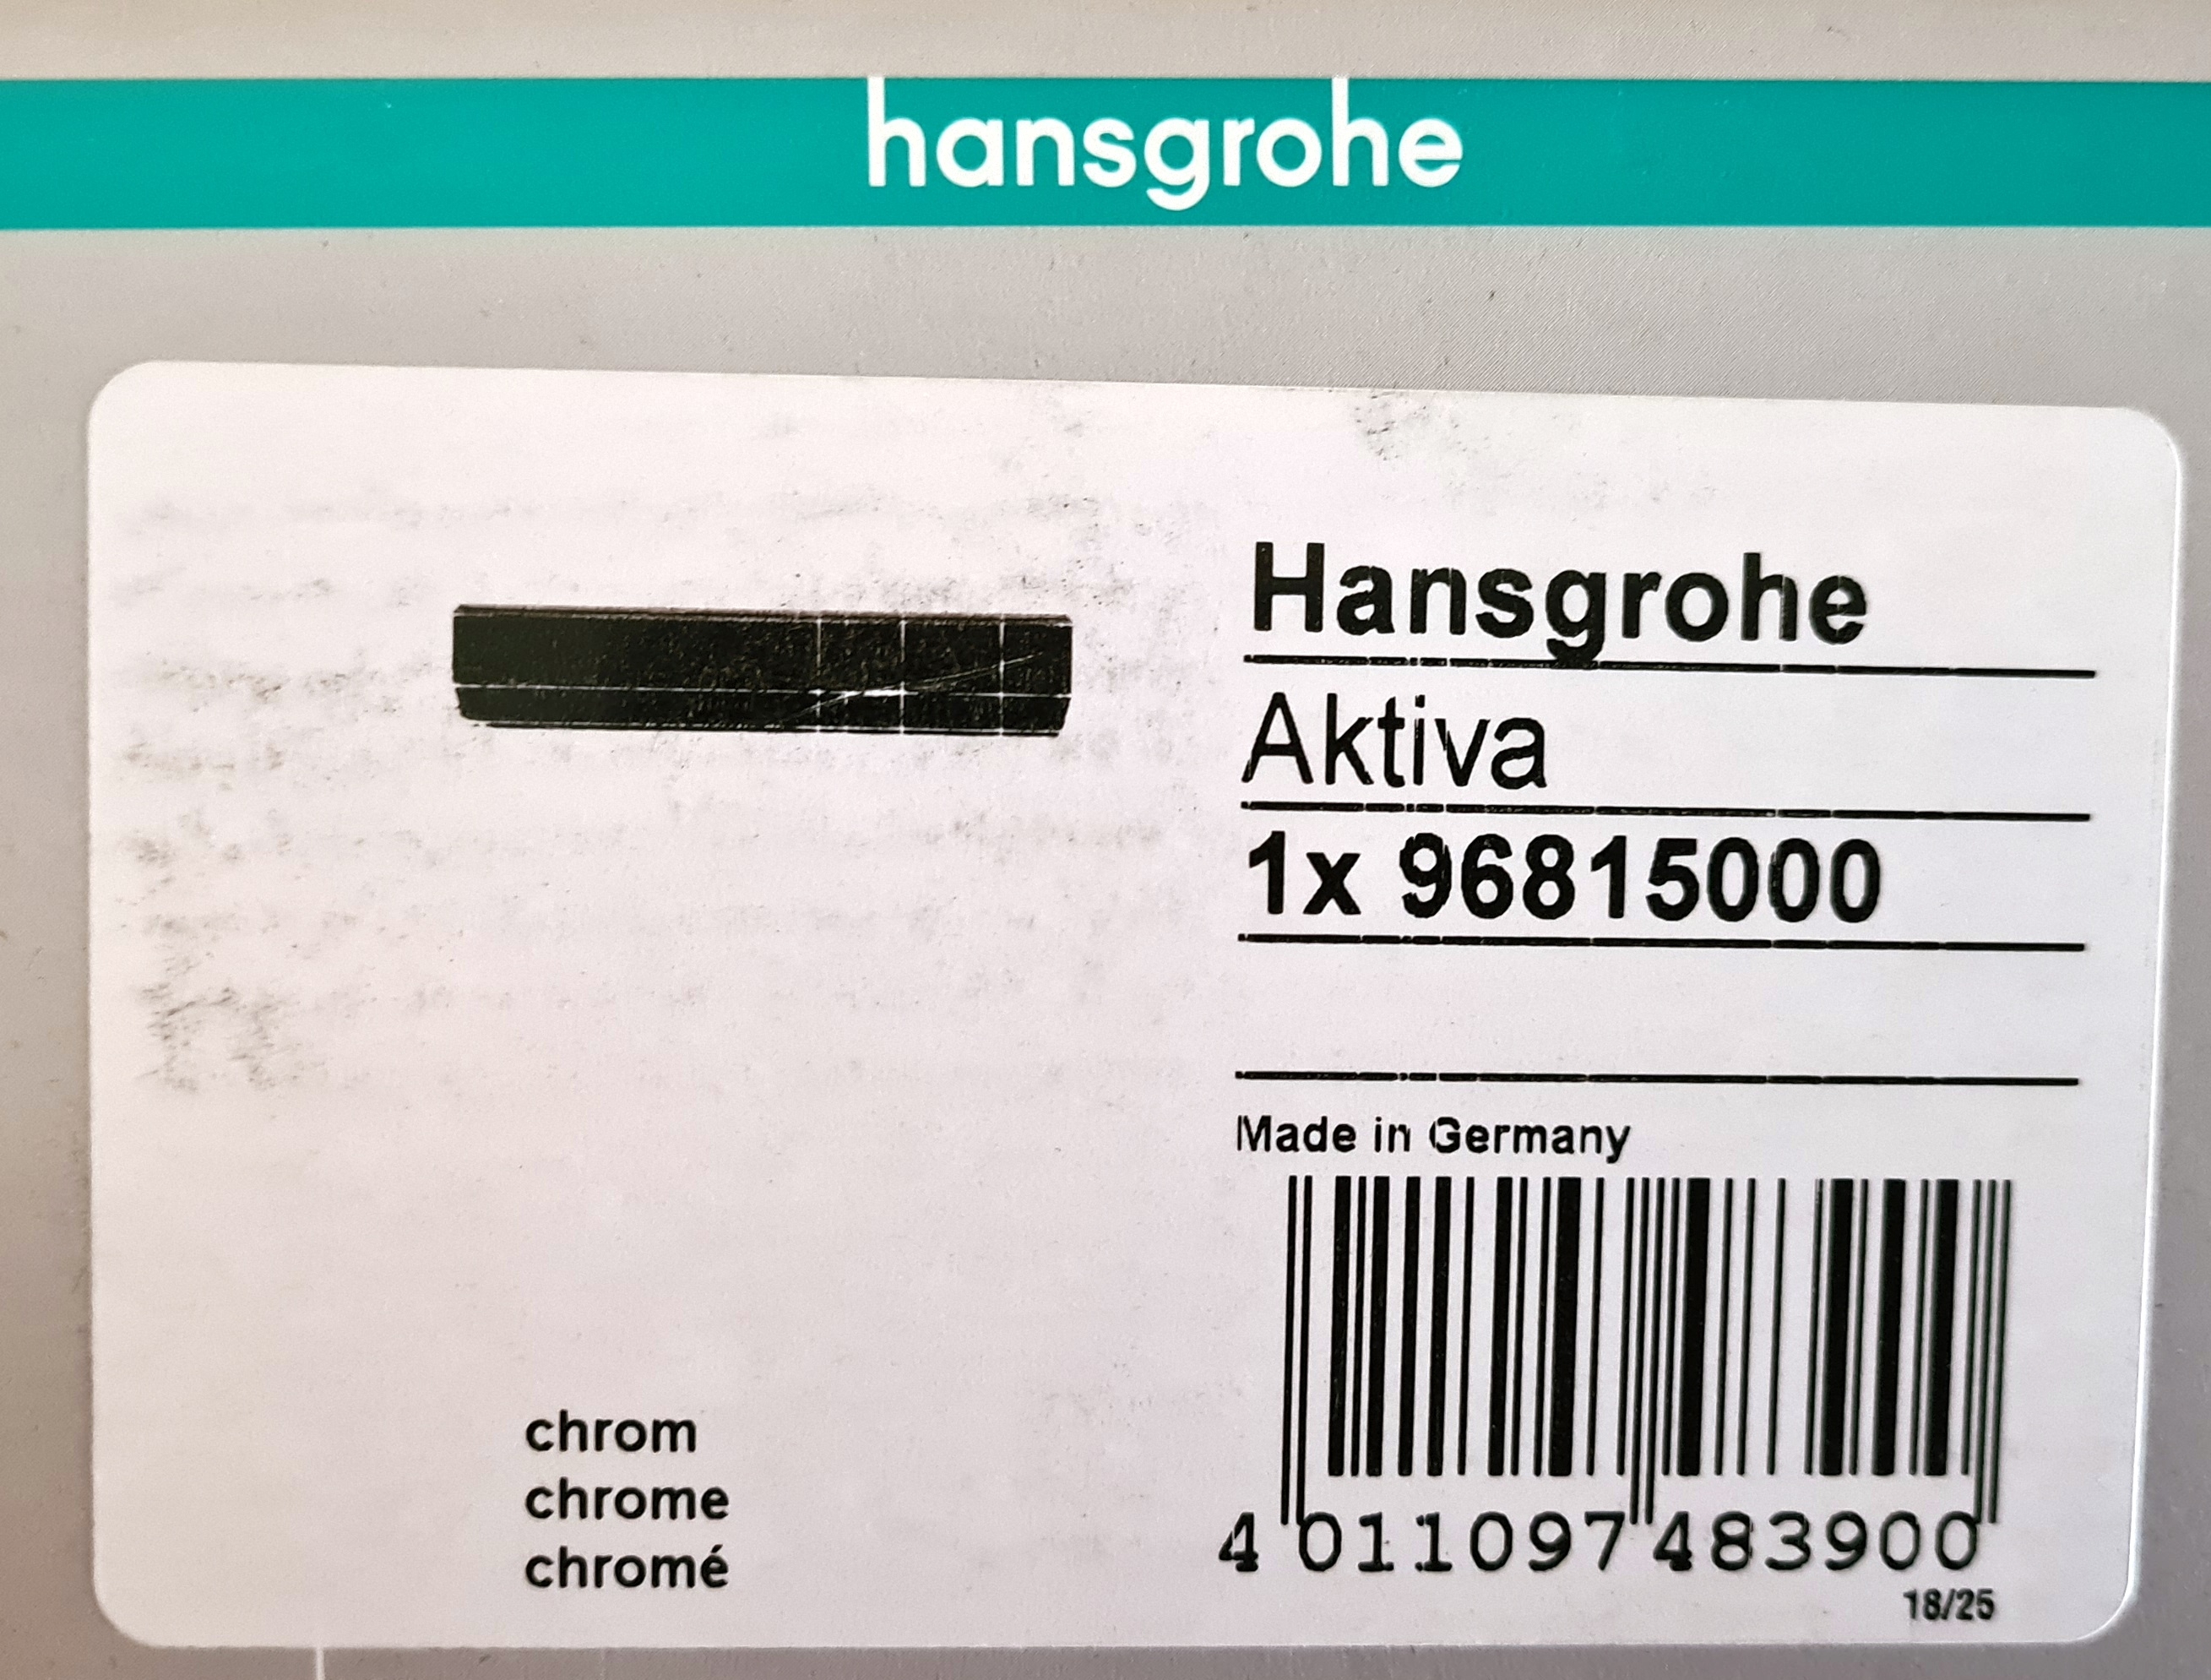 hansgrohe
Hansgrohe
Aktiva
1x 96815000
Made in Germany
4 011097 483900
18/25
chrom
chrome
chromé